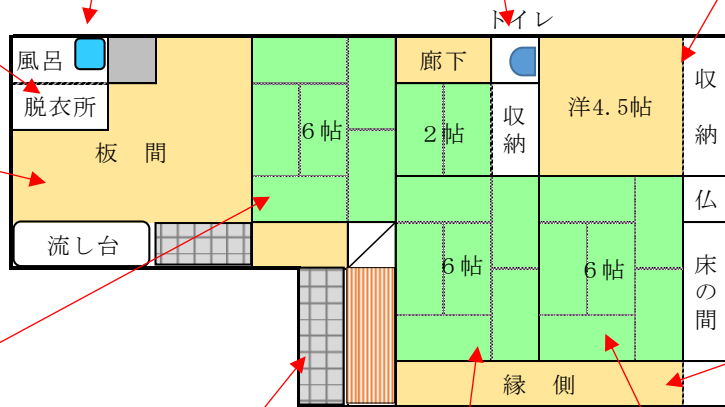 トイレ
風呂
廊下
収納
脱衣所
6帖
2帖
収納
洋4.5帖
板間
仏
流し台
6帖
6帖
床の間
縁側